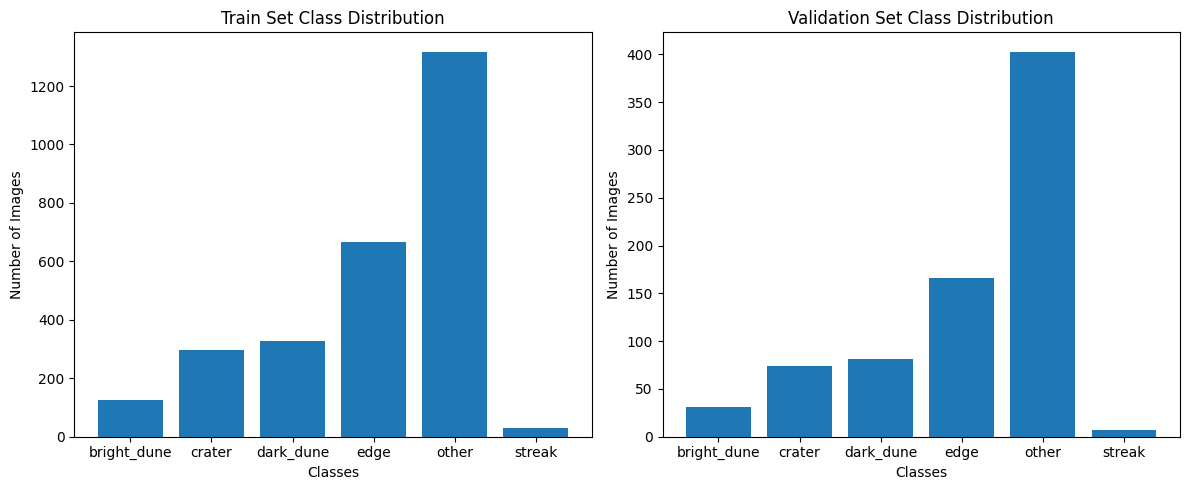 Train Set Class Distribution
Number of Images
1200
1000
800
600
400
200
0
bright_dune crater dark_dune edge other streak
Classes
Validation Set Class Distribution
Number of Images
400
350
300
250
200
150
100
50
0
bright_dune crater dark_dune edge other streak
Classes